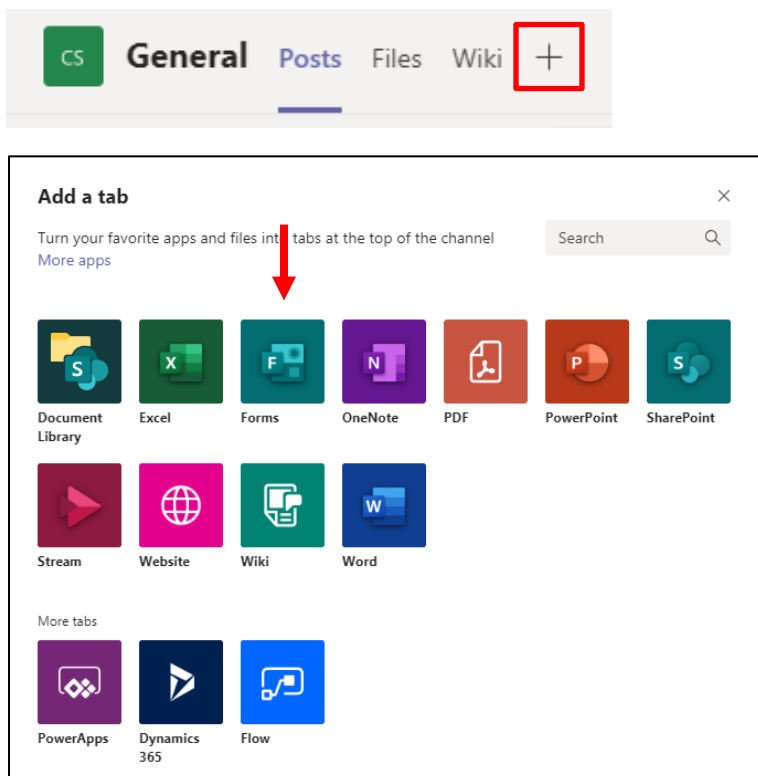 CS General Posts Files Wiki
Add a tab
Turn your favorite apps and files into tabs at the top of the channel
Search
More apps
X F N P S
S
Document Library
Excel
Forms
OneNote
PDF
PowerPoint
SharePoint
W
Stream
Website
Wiki
Word
More tabs
PowerApps
Dynamics 365
Flow